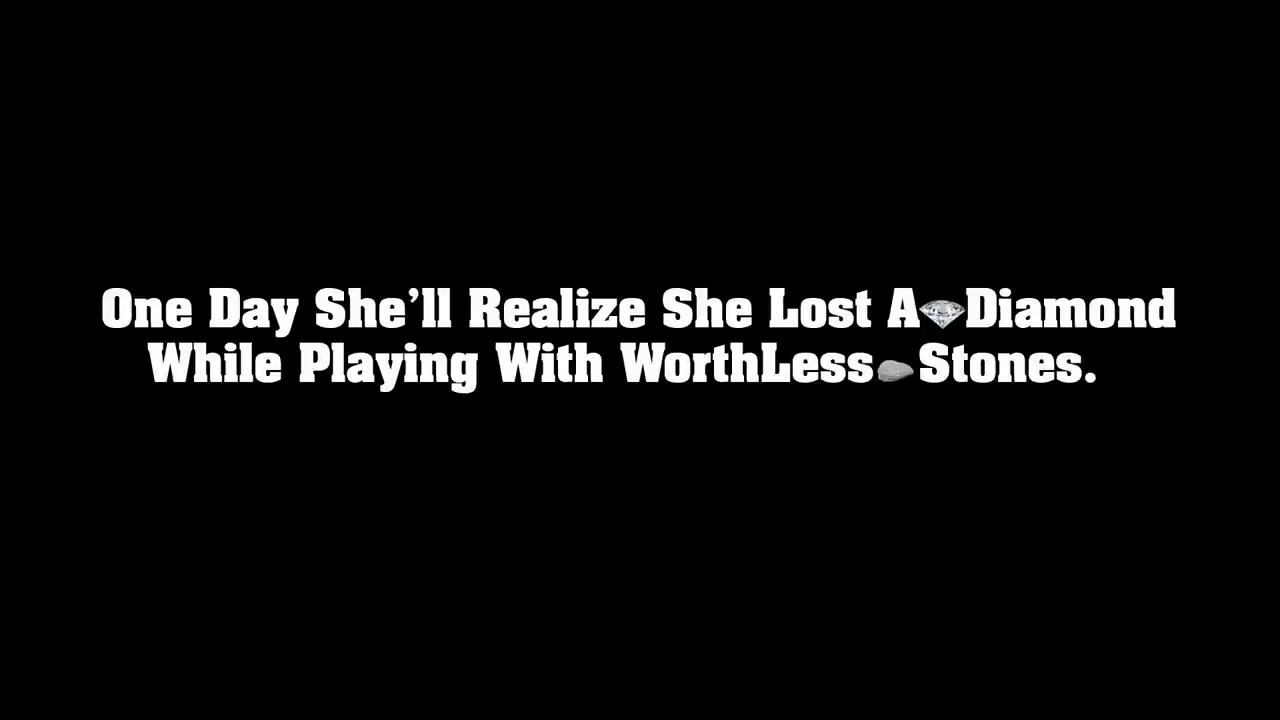 One Day She’ll Realize She Lost A💎Diamond
While Playing With WorthLess🪨Stones.